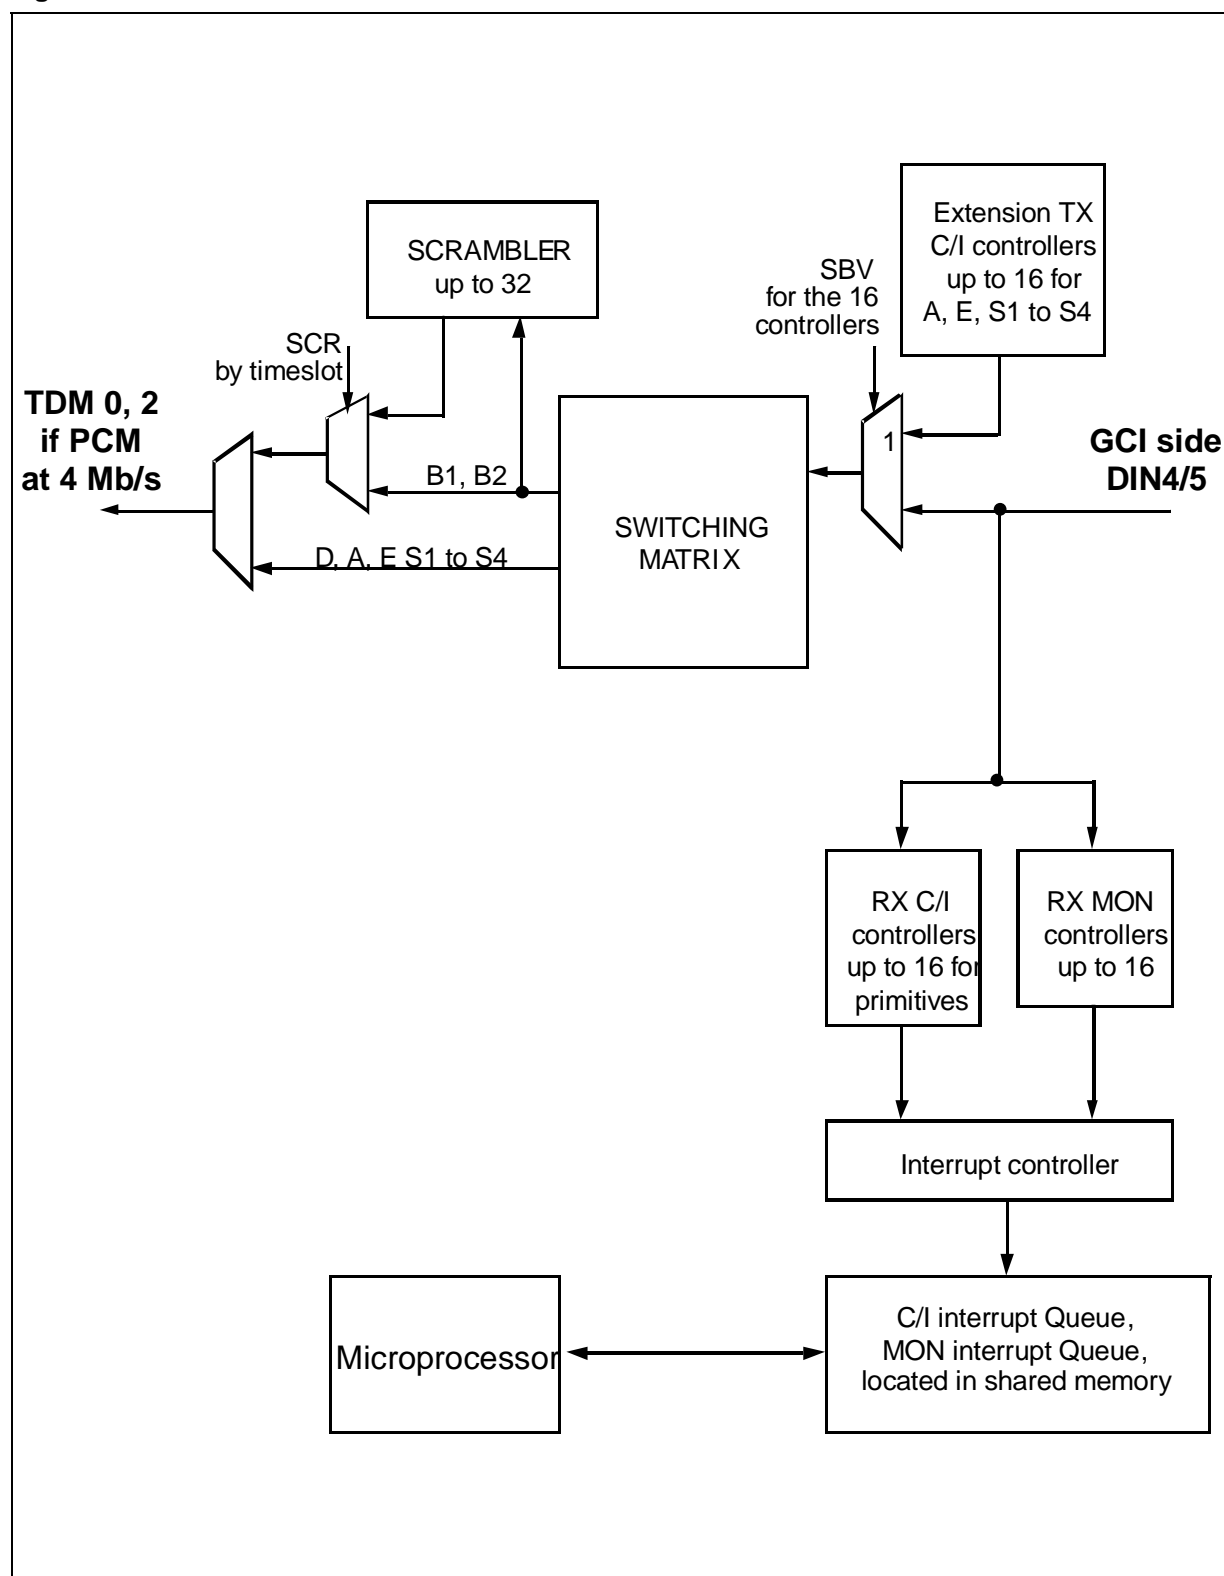 Extension TX
C/I controllers
up to 16 for
A, E, S1 to S4
SCRAMBLER
up to 32
SBV
for the 16
controllers
SCR
by timeslot
TDM 0, 2
if PCM
at 4 Mb/s
1
GCI side
DIN4/5
B1, B2
SWITCHING
MATRIX
D, A, E S1 to S4
RX C/I
controllers
up to 16 for
primitives
RX MON
controllers
up to 16
Interrupt controller
Microprocessor
C/I interrupt Queue,
MON interrupt Queue,
located in shared memory